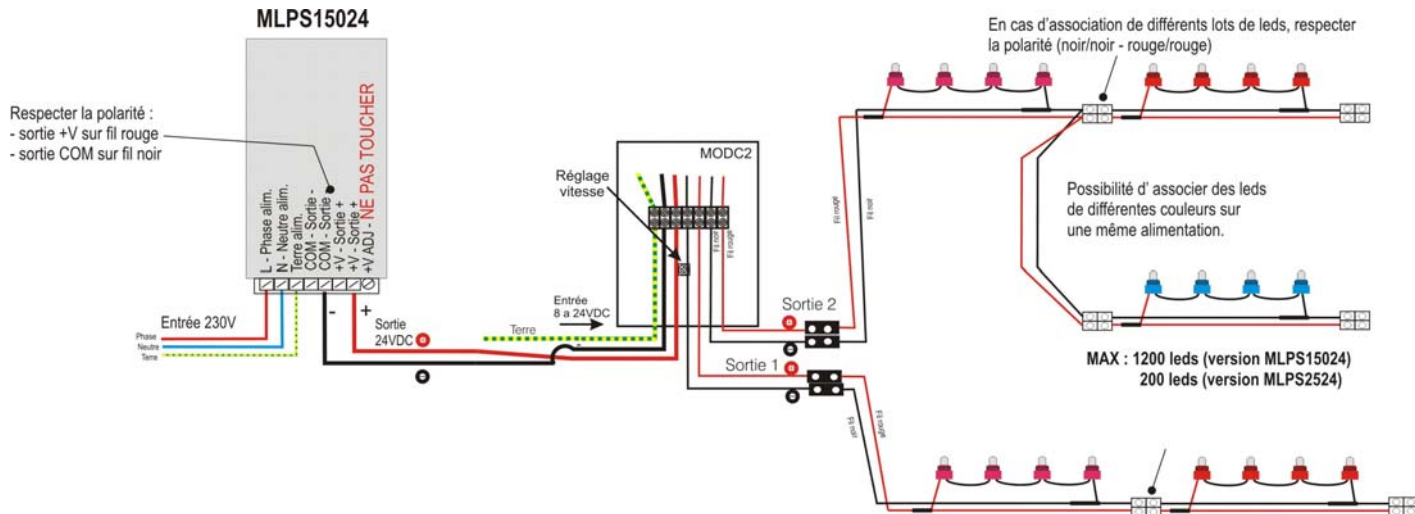 MLPS15024
Respecter la polarité :
- sortie +V sur fil rouge
- sortie COM sur fil noir
L - Phase alim.
N - Neutre alim.
Terre alim.
COM - Sortie -
COM - Sortie -
+V - Sortie +
+V - Sortie +
+V ADJ - NE PAS TOUCHER
Entrée 230V
Phase
Neutre
Terre
-
+
Sortie
24VDC
Terre
-
Entrée
8 a 24VDC
Réglage
vitesse
MODC2
Fil noir
Fil rouge
Sortie 2
Sortie 1
Fil rouge
Fil noir
Fil noir
Fil rouge
En cas d'association de différents lots de leds, respecter
la polarité (noir/noir - rouge/rouge)
Possibilité d' associer des leds
de différentes couleurs sur
une même alimentation.
MAX : 1200 leds (version MLPS15024)
200 leds (version MLPS2524)